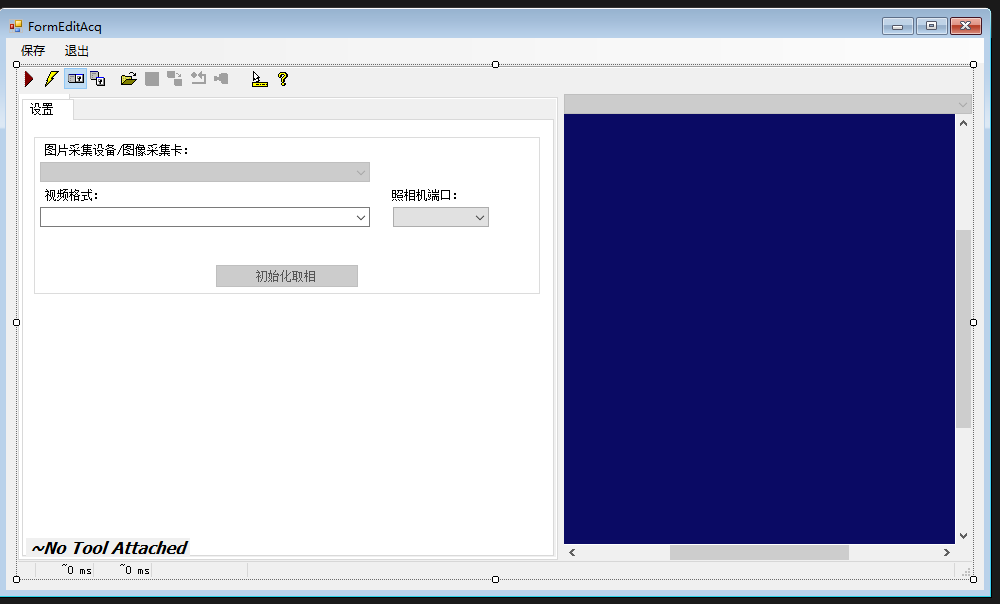 FormEditAcq
保存 退出
设置
图片采集设备/图像采集卡:
视频格式: 照相机端口:
初始化取相
~No Tool Attached
~0 ms ~0 ms